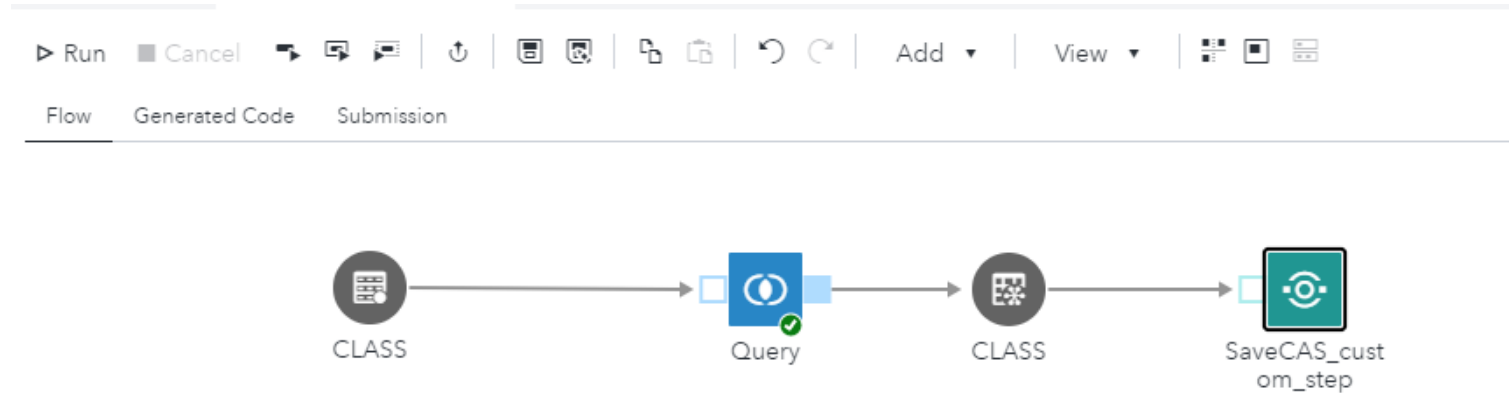 Run Cancel Add View
Flow Generated Code Submission
CLASS Query CLASS SaveCAS_cust
om_step